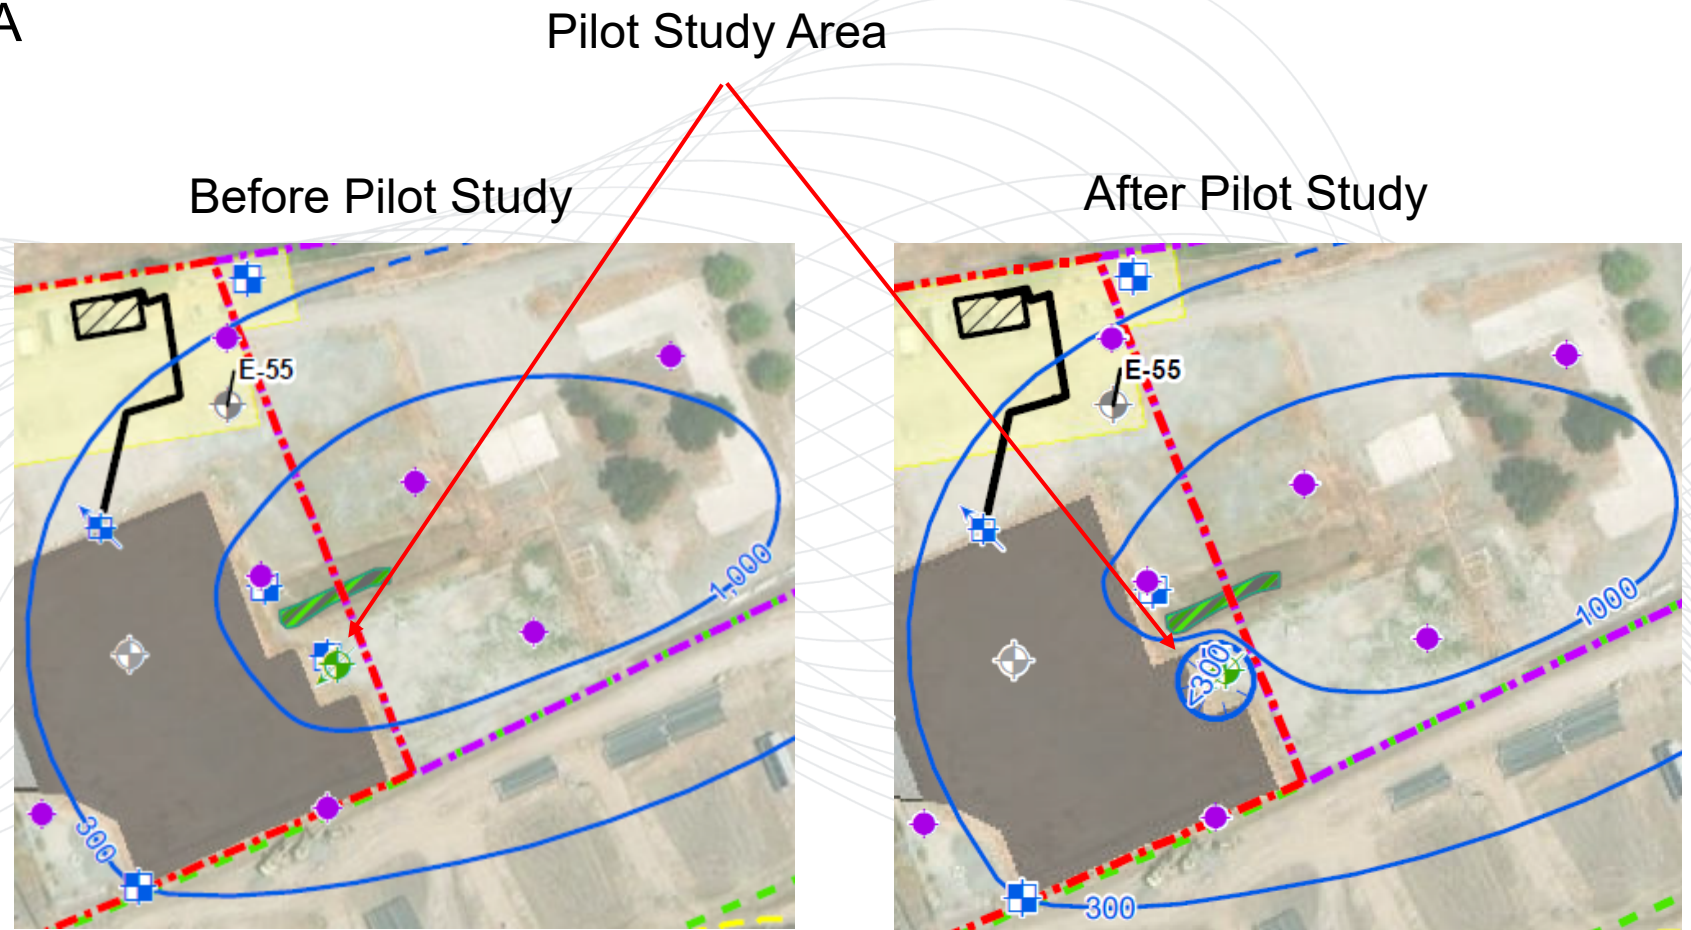 A
Pilot Study Area
Before Pilot Study
After Pilot Study
E-55
1,000
300
E-55
1000
<300
300